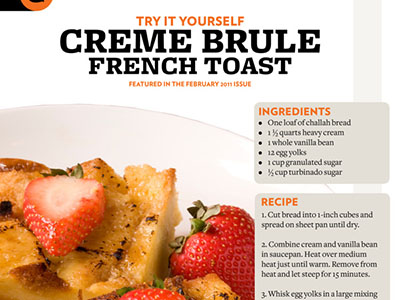 TRY IT YOURSELF
CREME BRULE
FRENCH TOAST
FEATURED IN THE FEBRUARY 2011 ISSUE
INGREDIENTS
• One loaf of challah bread
• 1 ½ quarts heavy cream
• 1 whole vanilla bean
• 12 egg yolks
• 1 cup granulated sugar
• ½ cup turbinado sugar
RECIPE
1. Cut bread into 1-inch cubes and
spread on sheet pan until dry.
2. Combine cream and vanilla bean
in saucepan. Heat over medium
heat just until warm. Remove from
heat and let steep for 15 minutes.
3. Whisk egg yolks in a large mixing